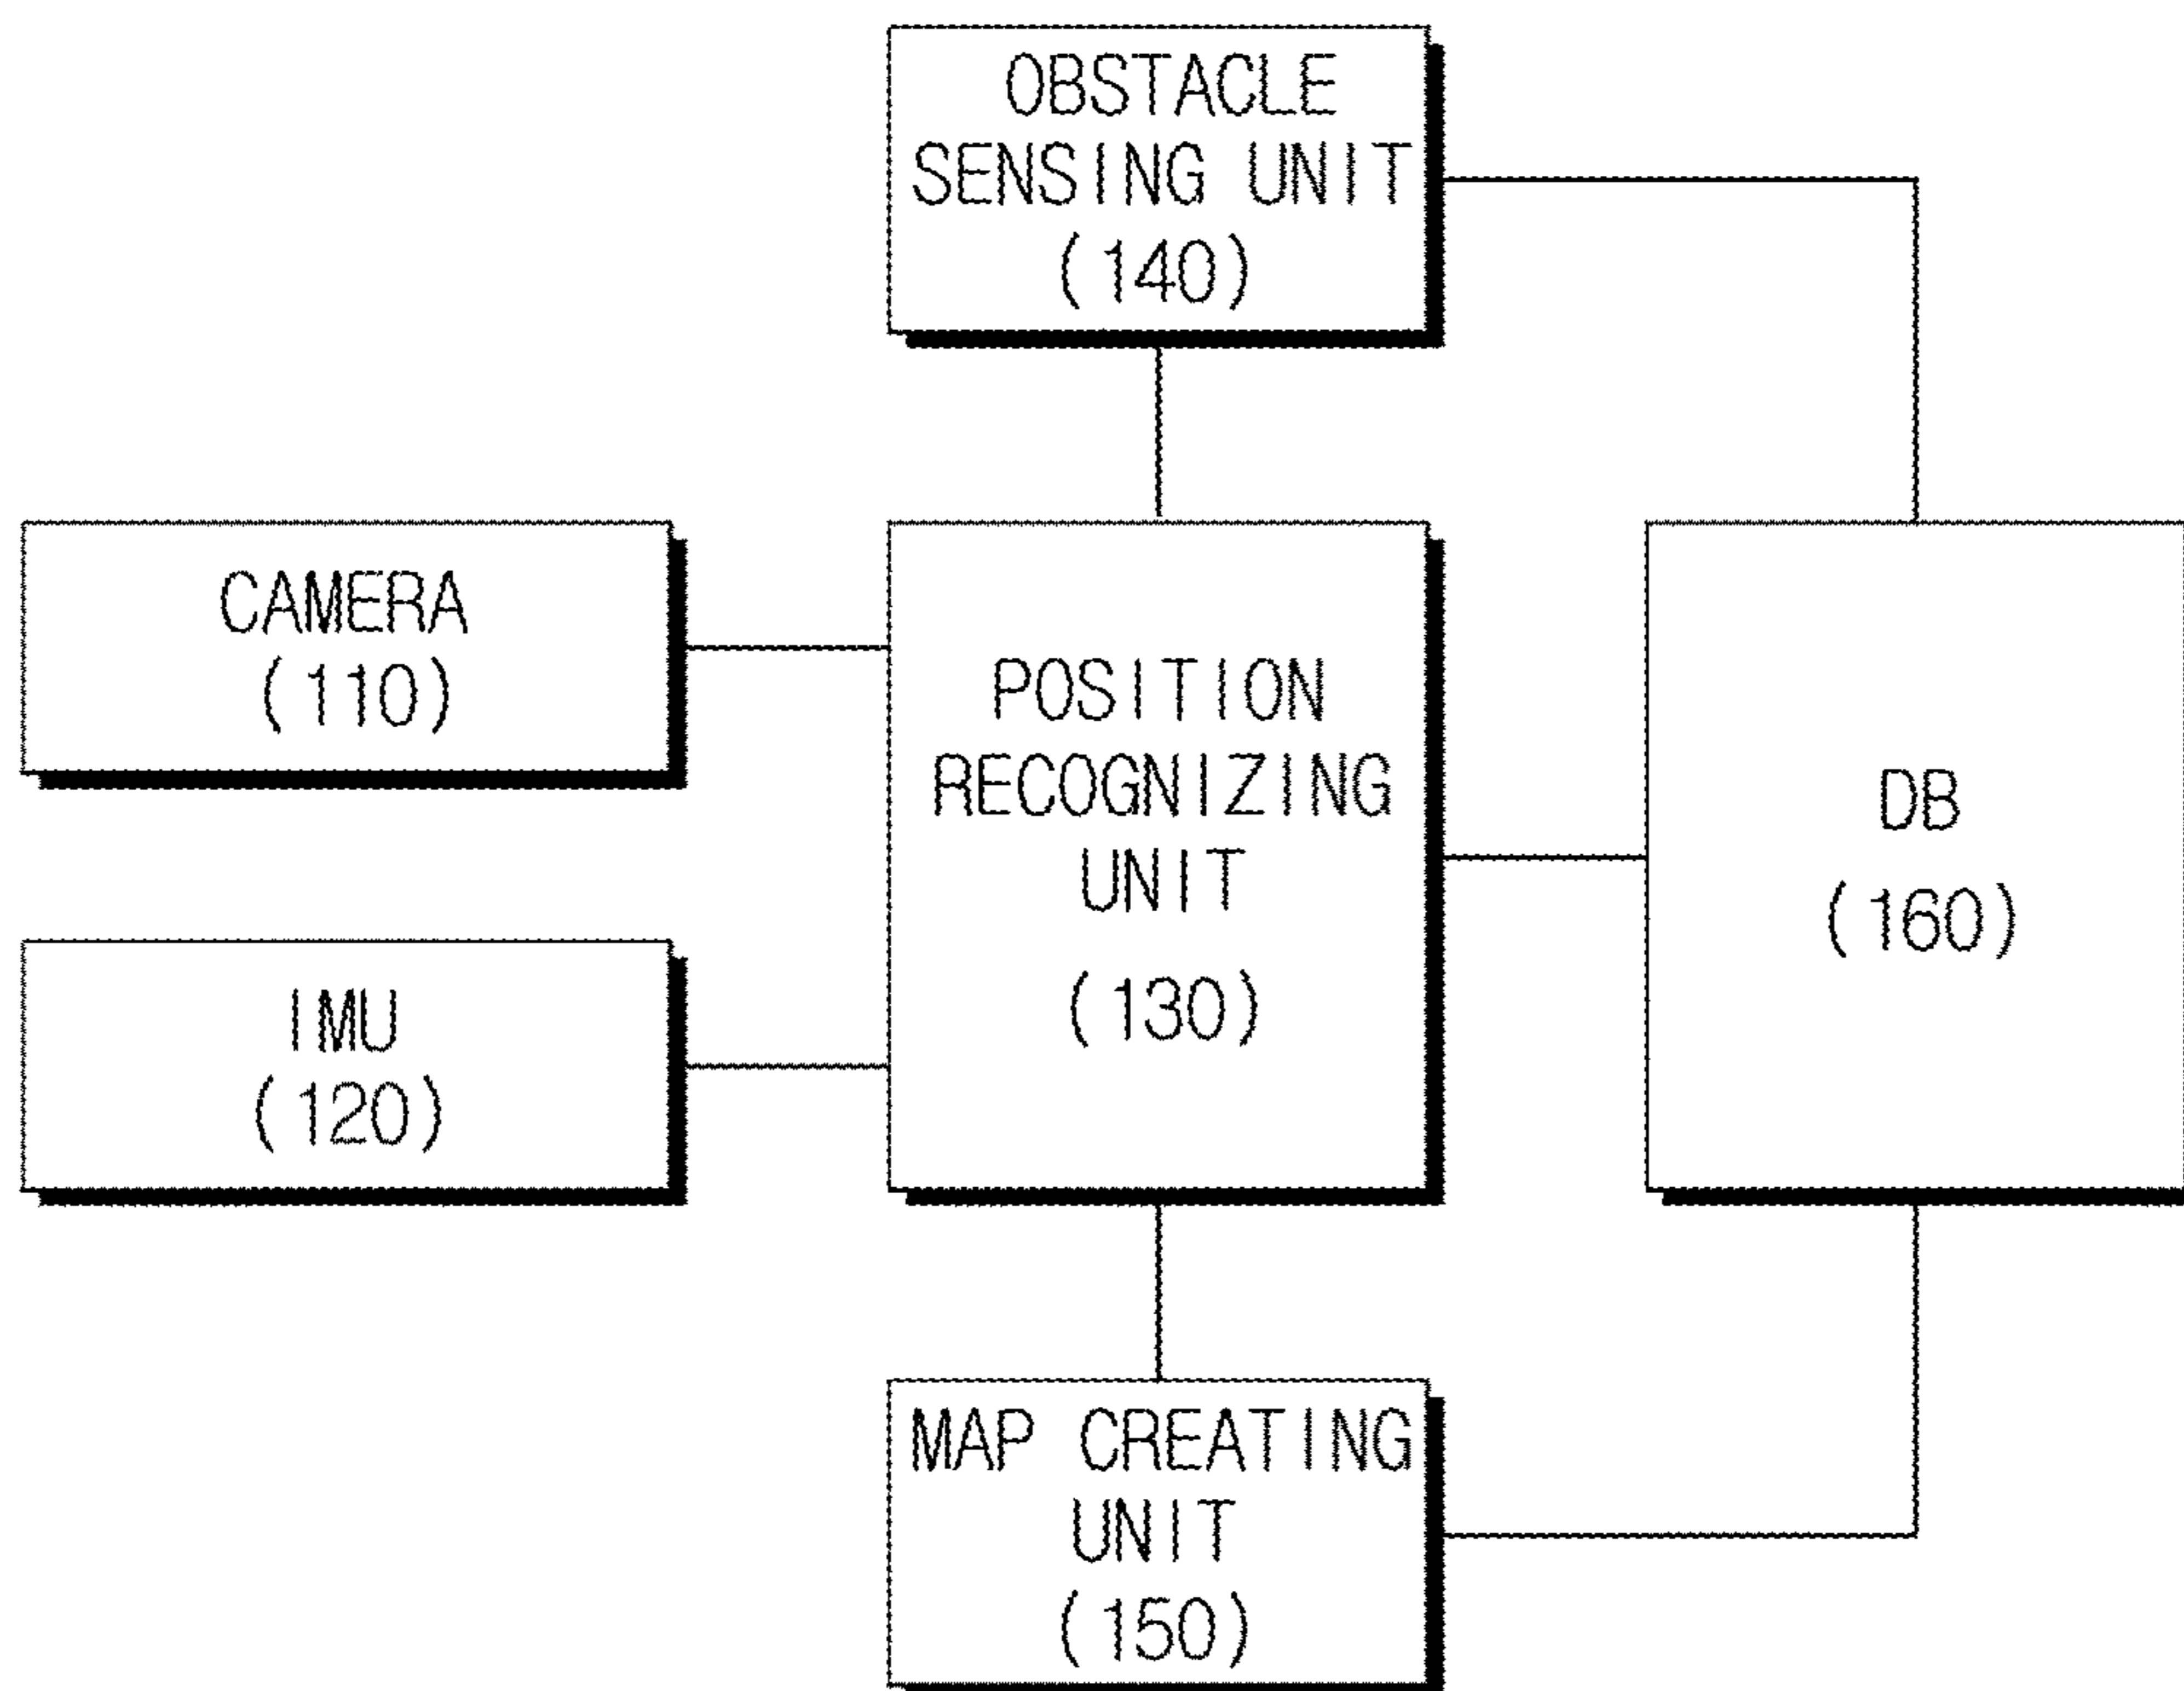 OBSTACLE
SENSING UNIT
(140)
CAMERA
(110)
POSITION
RECOGNIZING
UNIT
(130)
DB
(160)
IMU
(120)
MAP CREATING
UNIT
(150)